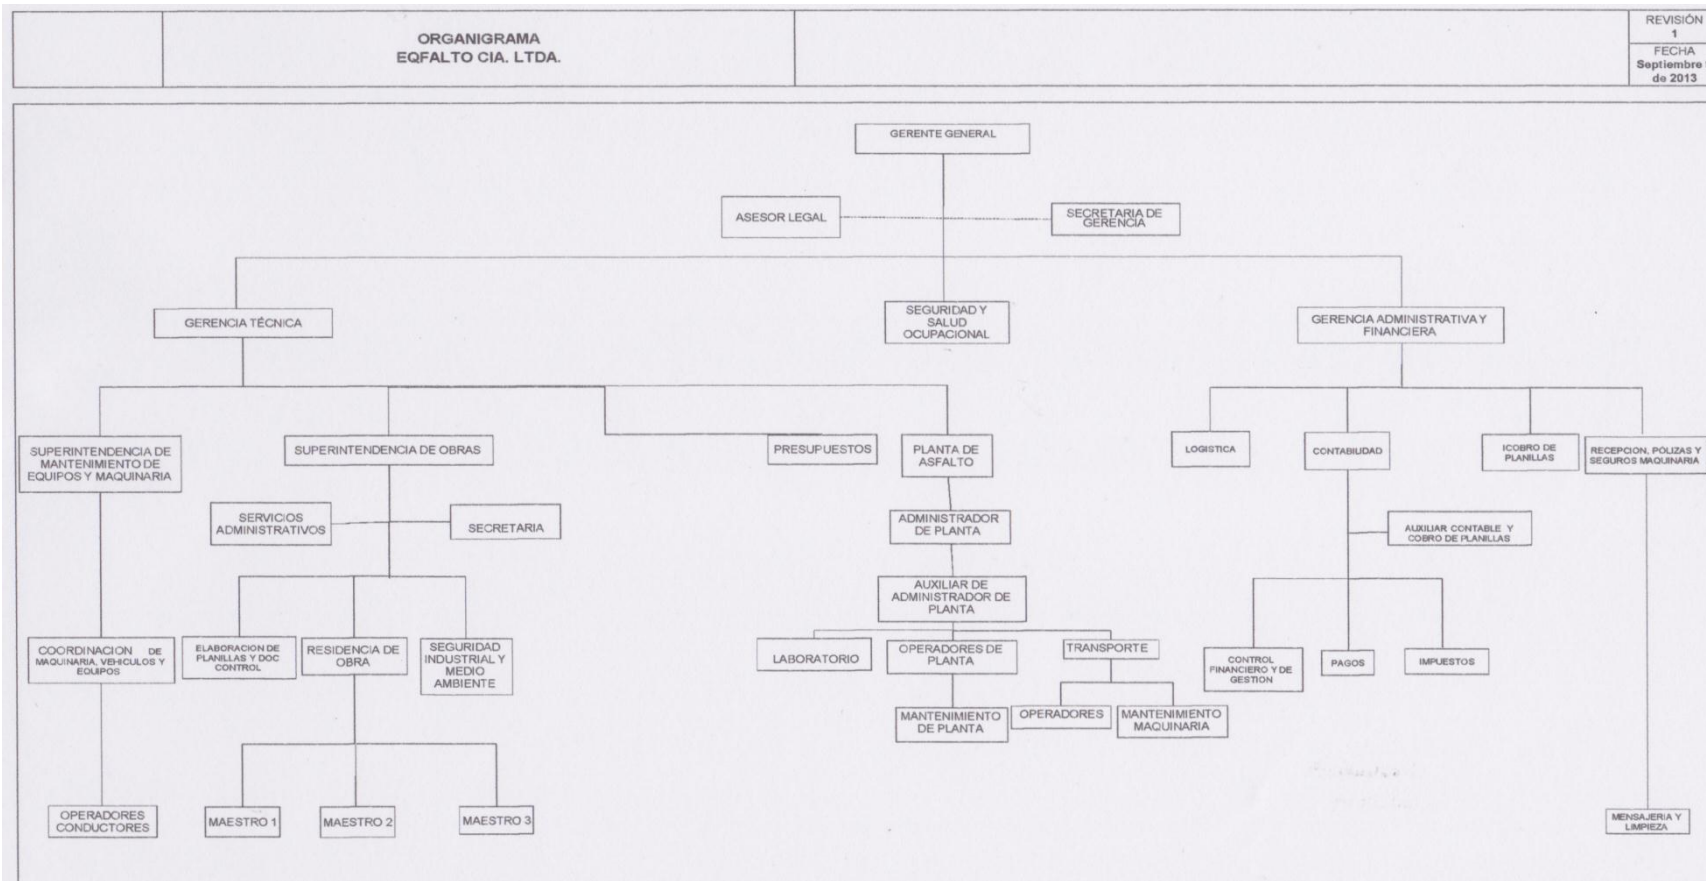 ORGANIGRAMA
EQFALTO CIA. LTDA.
REVISIÓN
1
FECHA
Septiembre
de 2013
GERENTE GENERAL
ASESOR LEGAL
SECRETARIA DE
GERENCIA
GERENCIA TÉCNICA
SEGURIDAD Y
SALUD
OCUPACIONAL
GERENCIA ADMINISTRATIVA Y
FINANCIERA
SUPERINTENDENCIA DE
MANTENIMIENTO DE
EQUIPOS Y MAQUINARIA
SUPERINTENDENCIA DE OBRAS
PRESUPUESTOS
PLANTA DE
ASFALTO
LOGISTICA
CONTABILIDAD
ICOBRO DE
PLANILLAS
RECEPCION, PÓLIZAS Y
SEGUROS MAQUINARIA
SERVICIOS
ADMINISTRATIVOS
SECRETARIA
ADMINISTRADOR
DE PLANTA
AUXILIAR CONTABLE Y
COBRO DE PLANILLAS
AUXILIAR DE
ADMINISTRADOR DE
PLANTA
COORDINACION DE
MAQUINARIA, VEHICULOS Y
EQUIPOS
ELABORACION DE
PLANILLAS Y DOC
CONTROL
RESIDENCIA DE
OBRA
SEGURIDAD
INDUSTRIAL Y
MEDIO
AMBIENTE
LABORATORIO
OPERADORES DE
PLANTA
TRANSPORTE
CONTROL
FINANCIERO Y DE
GESTION
PAGOS
IMPUESTOS
MANTENIMIENTO
DE PLANTA
OPERADORES
MANTENIMIENTO
MAQUINARIA
OPERADORES
CONDUCTORES
MAESTRO 1
MAESTRO 2
MAESTRO 3
MENSAJERIA Y
LIMPIEZA